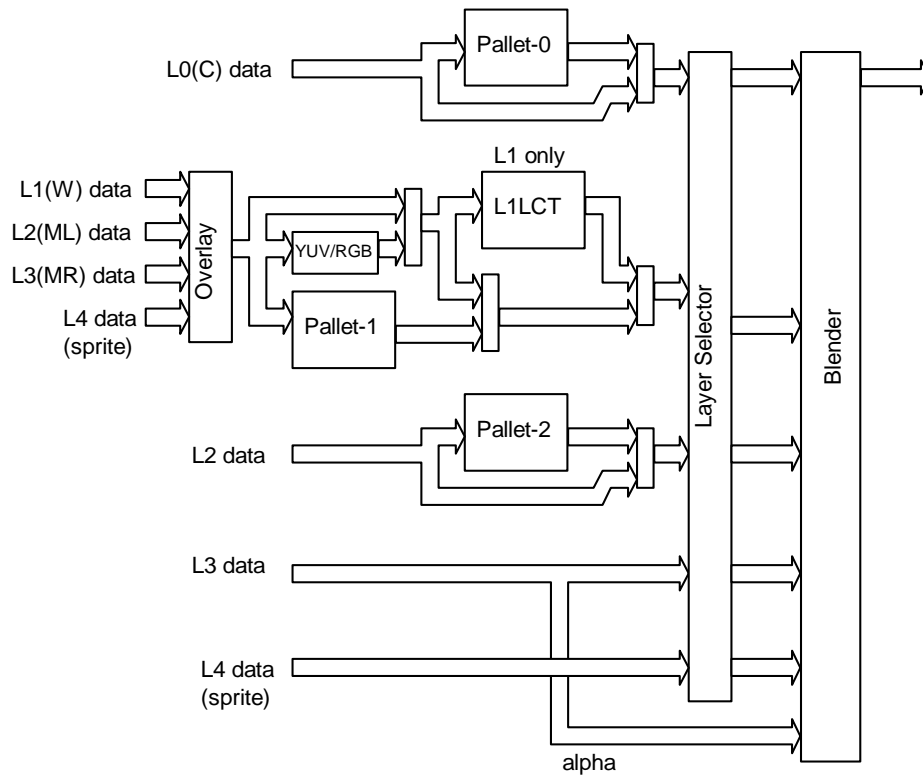 Pallet-0
L0(C) data
L1 only
L1(W) data
L1LCT
L2(ML) data
Overlay
YUV/RGB
L3(MR) data
L4 data
(sprite)
Pallet-1
Layer Selector
Blender
Pallet-2
L2 data
L3 data
L4 data
(sprite)
alpha